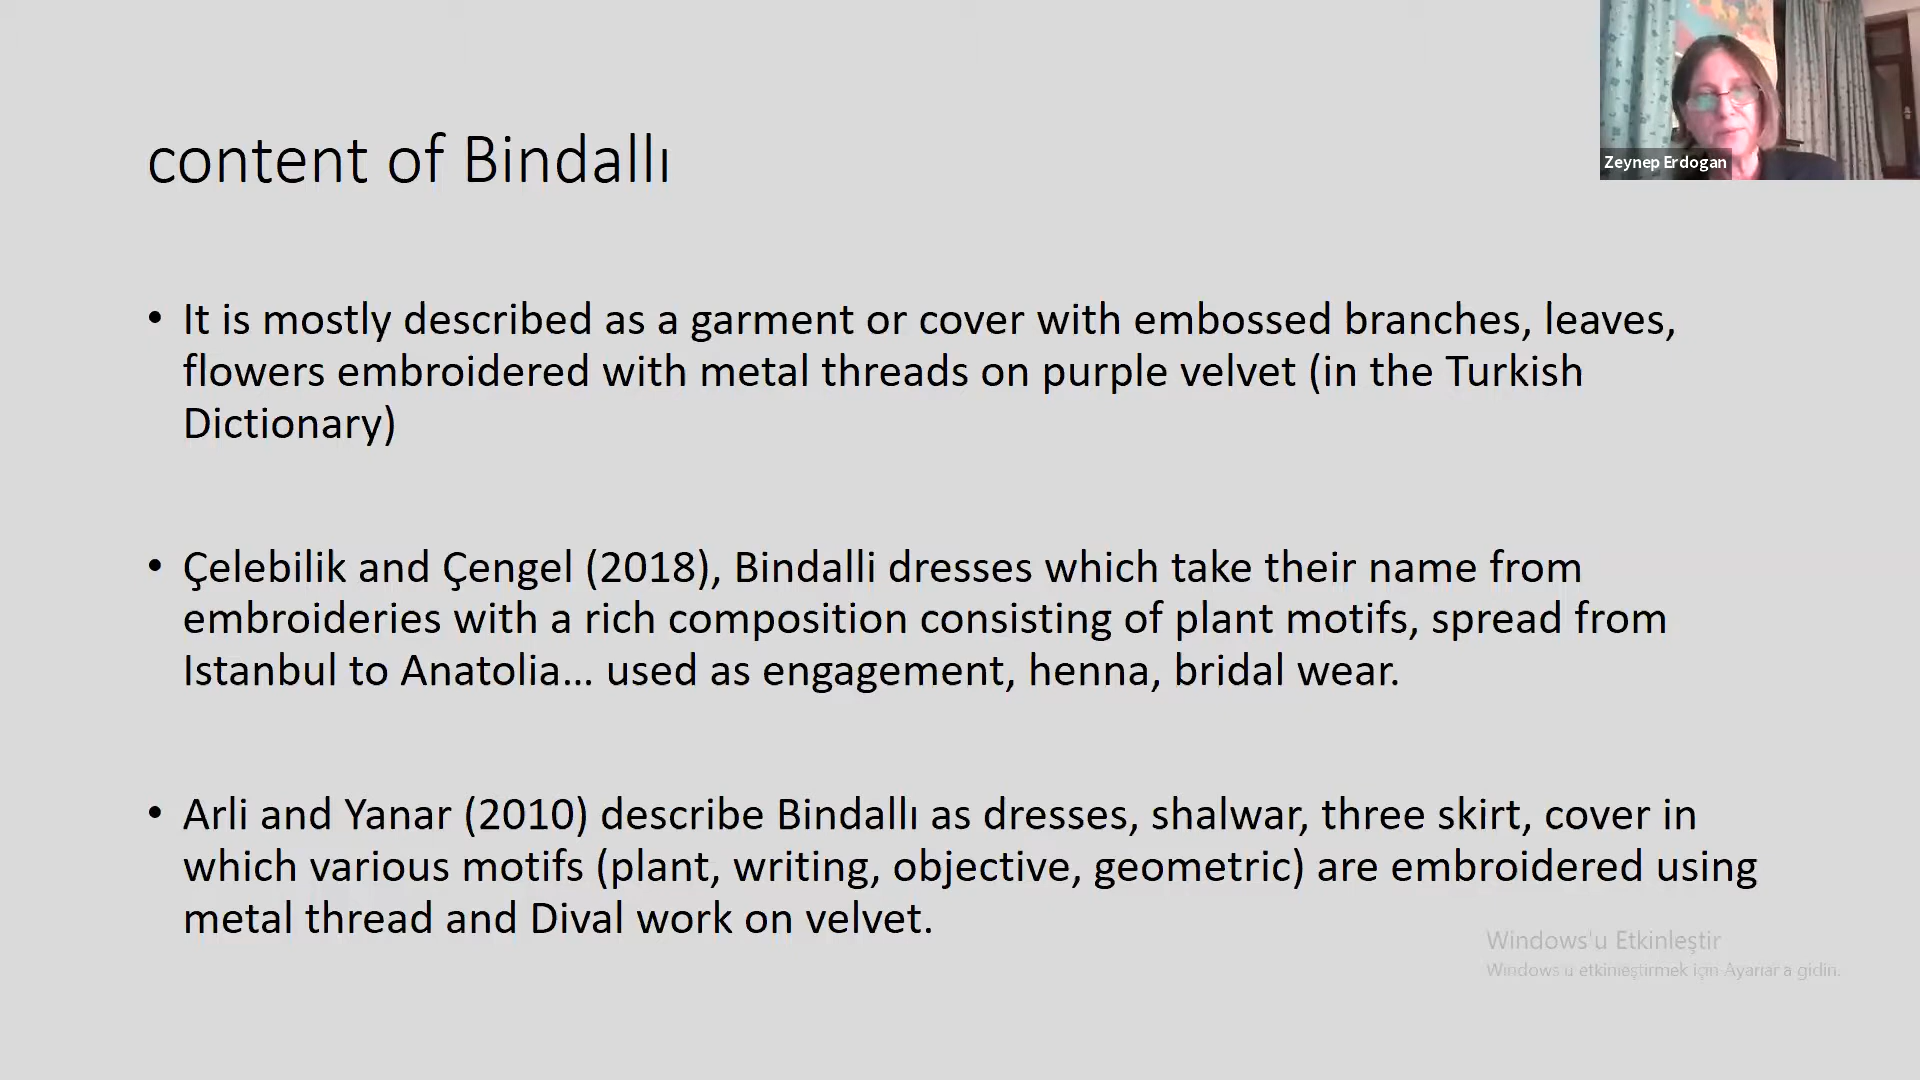 content of Bindallı
Zeynep Erdogan
• It is mostly described as a garment or cover with embossed branches, leaves,
flowers embroidered with metal threads on purple velvet (in the Turkish
Dictionary)
• Çelebilik and Çengel (2018), Bindalli dresses which take their name from
embroideries with a rich composition consisting of plant motifs, spread from
Istanbul to Anatolia... used as engagement, henna, bridal wear.
• Arli and Yanar (2010) describe Bindallı as dresses, shalwar, three skirt, cover in
which various motifs (plant, writing, objective, geometric) are embroidered using
metal thread and Dival work on velvet.
Windows'u Etkinleştir
Windows'u etkinleştirmek için Ayarlar'a gidin.